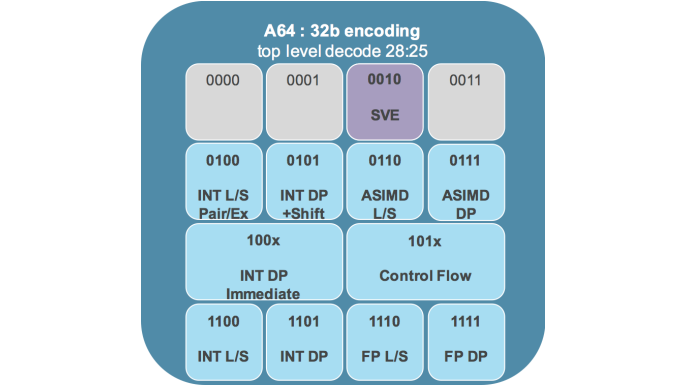 A64 : 32b encoding
top level decode 28:25
0000 0001 0010 0011
SVE
0100 0101 0110 0111
INT L/S INT DP ASIMD ASIMD
Pair/Ex +Shift L/S DP
100x 101x
INT DP Control Flow
Immediate
1100 1101 1110 1111
INT L/S INT DP FP L/S FP DP